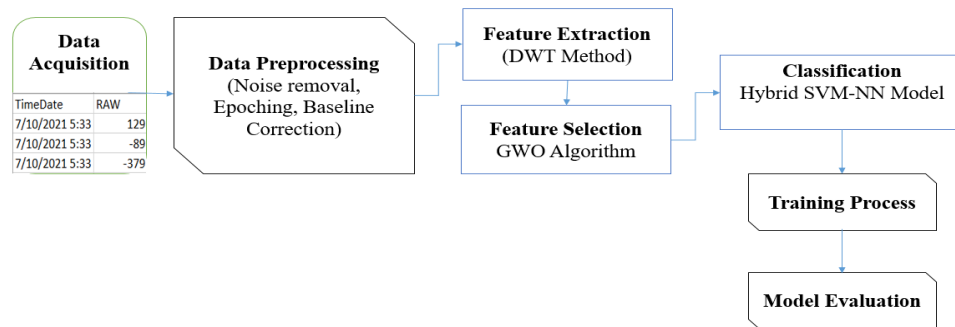 Data
Acquisition
TimeDate RAW
7/10/2021 5:33 129
7/10/2021 5:33 -89
7/10/2021 5:33 -379
Data Preprocessing
(Noise removal,
Epoching, Baseline
Correction)
Feature Extraction
(DWT Method)
Feature Selection
GWO Algorithm
Classification
Hybrid SVM-NN Model
Training Process
Model Evaluation